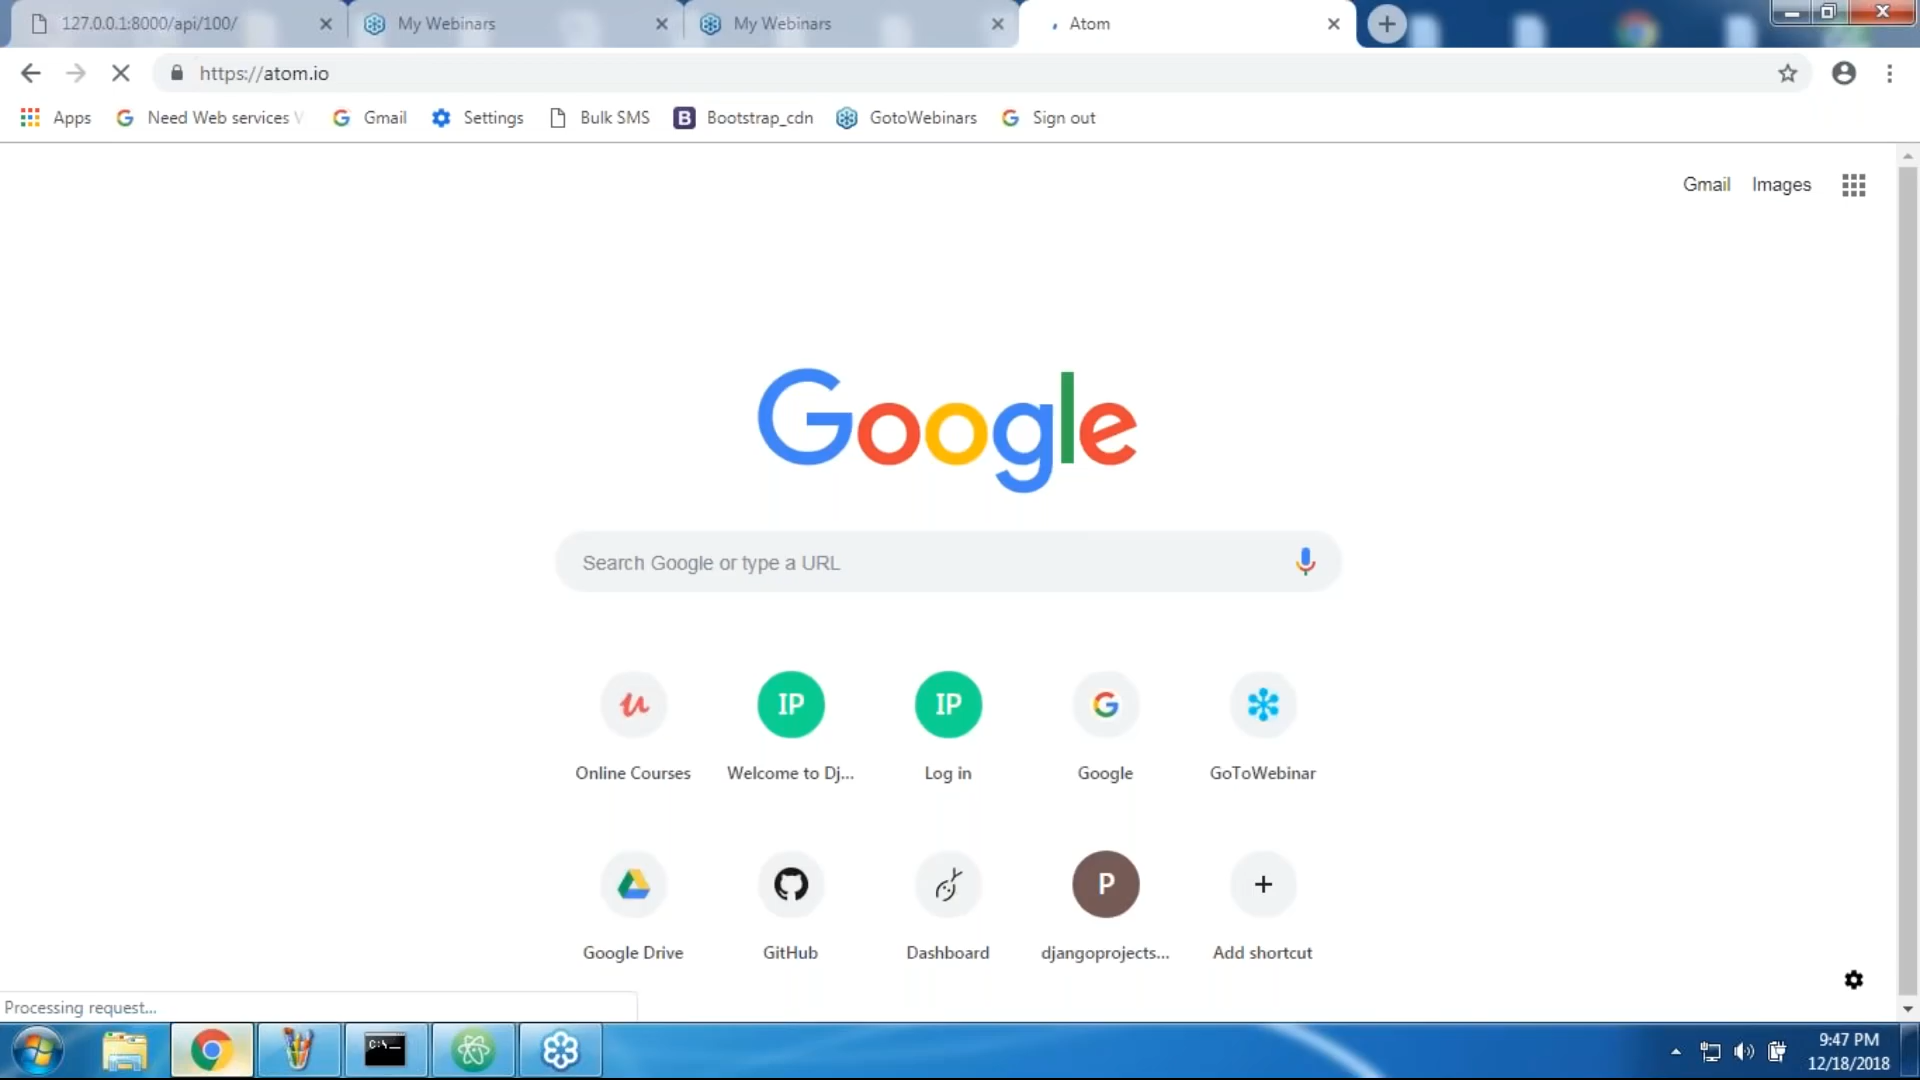 127.0.0.1:8000/api/100/
My Webinars
My Webinars
Atom
https://atom.io
Apps
Need Web services
Gmail
Settings
Bulk SMS
Bootstrap_cdn
GotoWebinars
Sign out
Gmail
Images
Google
Search Google or type a URL
IP
IP
Online Courses
Welcome to Dj...
Log in
Google
GoToWebinar
P
Google Drive
GitHub
Dashboard
djangoprojects...
Add shortcut
Processing request...
9:47 PM
12/18/2018